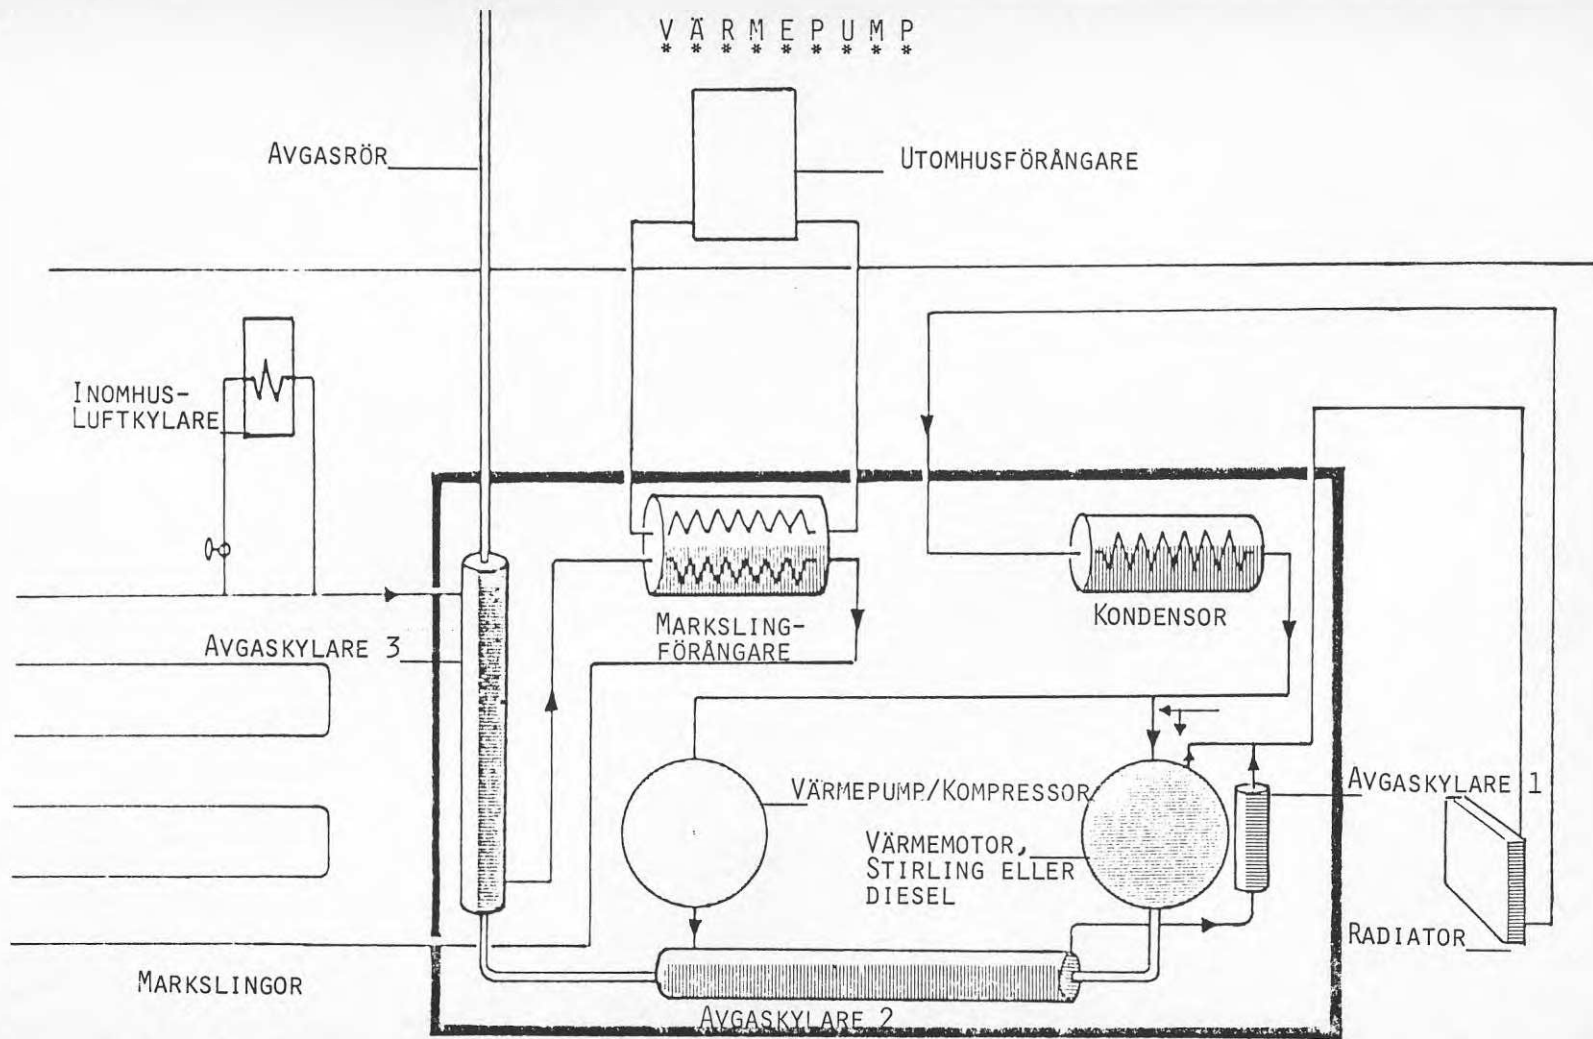 VÄRMEPUMP
*********
AVGASRÖR
UTOMHUSFÖRÅNGARE
INOMHUS-
LUFTKYLARE
AVGASKYLARE 3
MARKSLING-
FÖRÅNGARE
KONDENSOR
VÄRMEPUMP/KOMPRESSOR
AVGASKYLARE 1
VÄRMEMOTOR,
STIRLING ELLER
DIESEL
RADIATOR
MARKSLINGOR
AVGASKYLARE 2